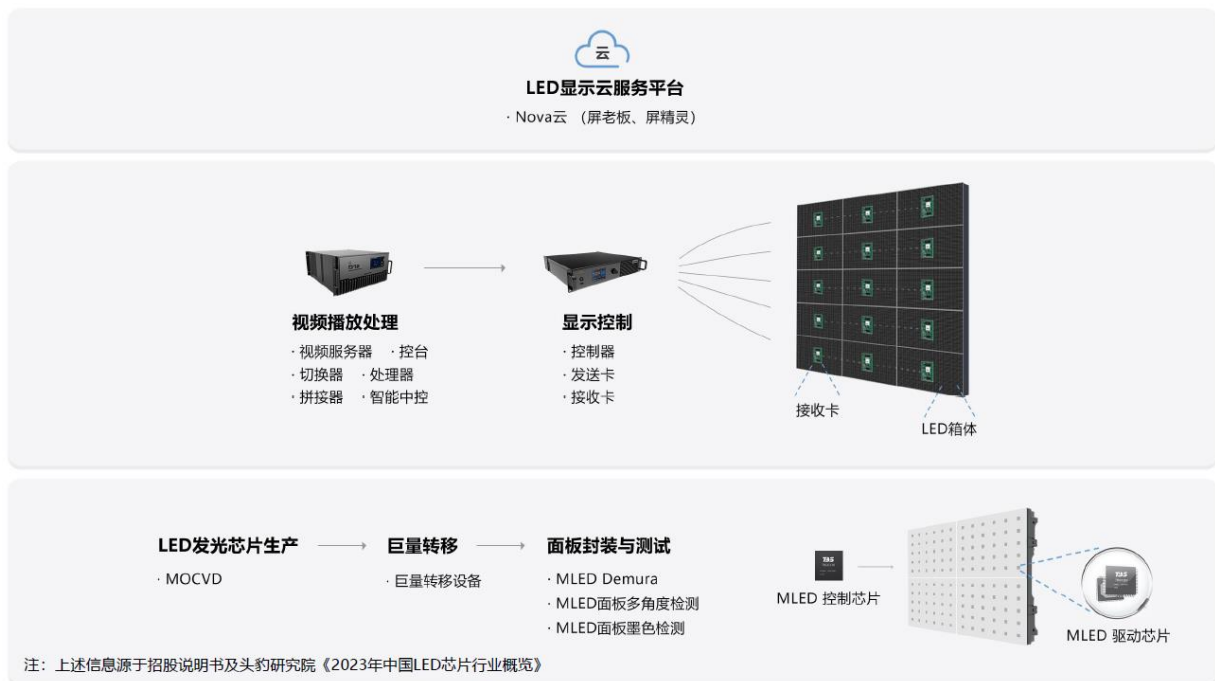 云
LED显示云服务平台
· Nova云 （屏老板、屏精灵）
视频播放处理
· 视频服务器 · 控台
· 切换器 · 处理器
· 拼接器 · 智能中控
显示控制
· 控制器
· 发送卡
· 接收卡
接收卡
LED箱体
LED发光芯片生产
· MOCVD
巨量转移
· 巨量转移设备
面板封装与测试
· MLED Demura
· MLED面板多角度检测
· MLED面板墨色检测
MLED 控制芯片
MLED 驱动芯片
注：上述信息源于招股说明书及头豹研究院《2023年中国LED芯片行业概览》